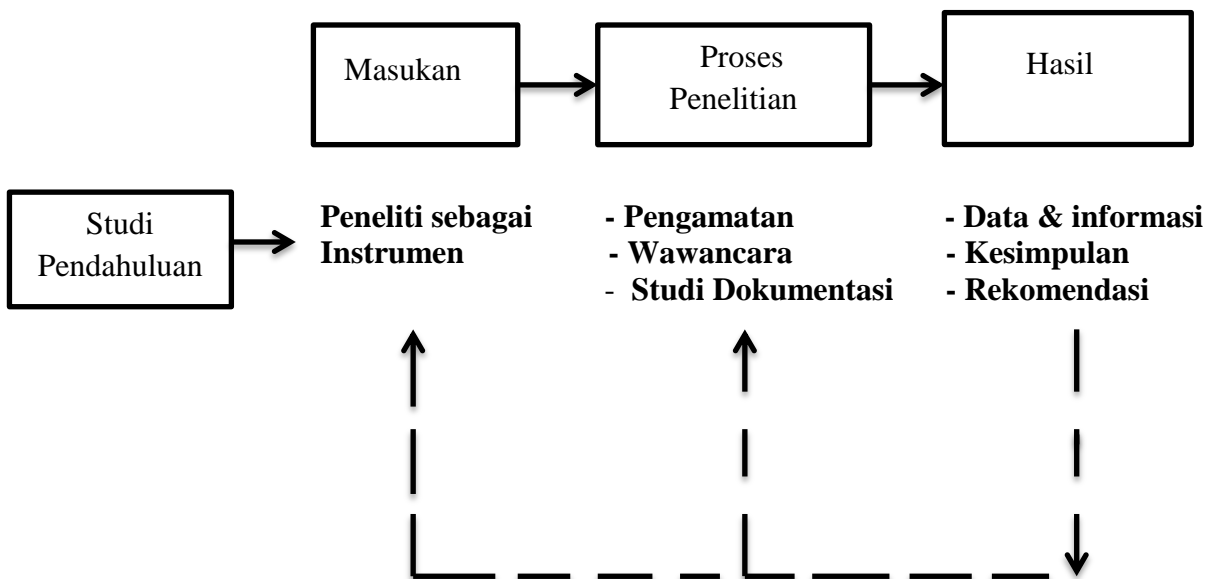 Masukan
Proses
Penelitian
Hasil
Studi
Pendahuluan
Peneliti sebagai
Instrumen
- Pengamatan
- Wawancara
- Studi Dokumentasi
- Data & informasi
- Kesimpulan
- Rekomendasi